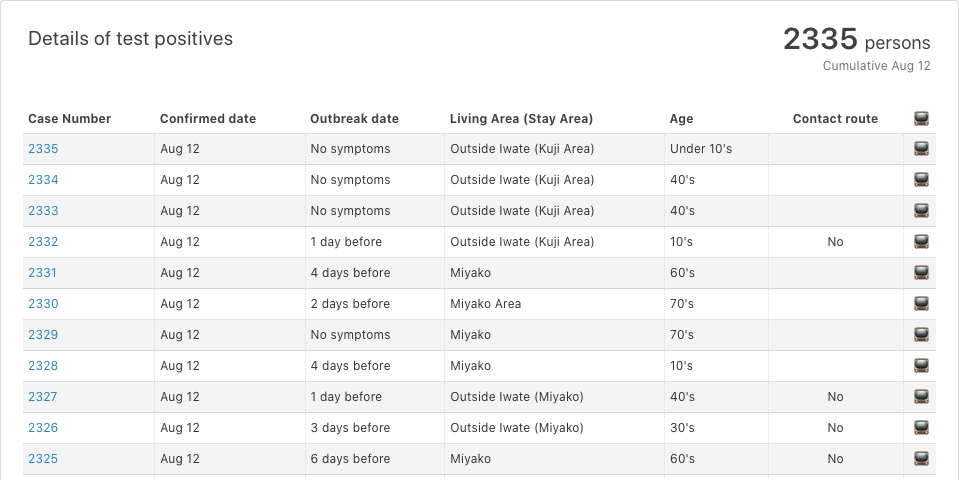 Details of test positives
2335 persons
Cumulative Aug 12
Case Number Confirmed date Outbreak date Living Area (Stay Area) Age Contact route
2335 Aug 12 No symptoms Outside Iwate (Kuji Area) Under 10's
2334 Aug 12 No symptoms Outside Iwate (Kuji Area) 40's
2333 Aug 12 No symptoms Outside Iwate (Kuji Area) 40's
2332 Aug 12 1 day before Outside Iwate (Kuji Area) 10's No
2331 Aug 12 4 days before Miyako 60's
2330 Aug 12 2 days before Miyako Area 70's
2329 Aug 12 No symptoms Miyako 70's
2328 Aug 12 4 days before Miyako 10's
2327 Aug 12 1 day before Outside Iwate (Miyako) 40's No
2326 Aug 12 3 days before Outside Iwate (Miyako) 30's No
2325 Aug 12 6 days before Miyako 60's No